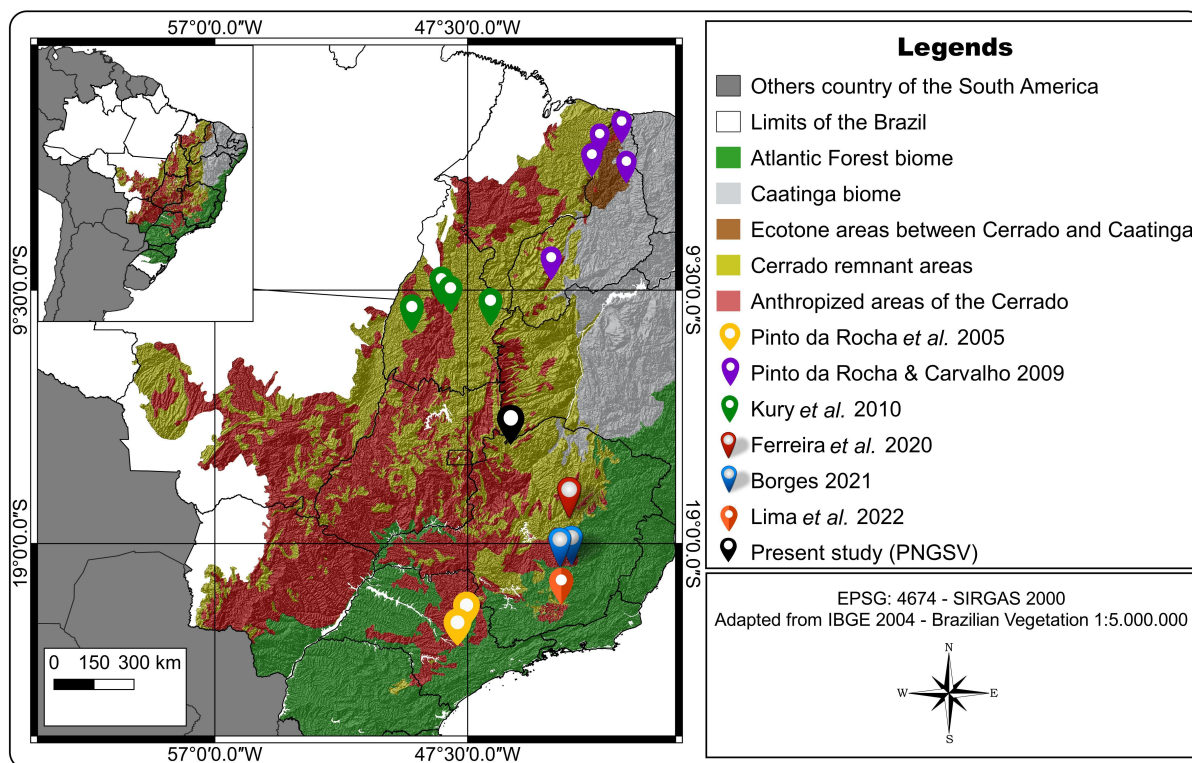 57°0′0.0″W 47°30′0.0″W
Legends
Others country of the South America
Limits of the Brazil
Atlantic Forest biome
Caatinga biome
Ecotone areas between Cerrado and Caatinga
Cerrado remnant areas
Anthropized areas of the Cerrado
Pinto da Rocha et al. 2005
Pinto da Rocha & Carvalho 2009
Kury et al. 2010
Ferreira et al. 2020
Borges 2021
Lima et al. 2022
Present study (PNGSV)
9°30′0.0″S
9°30′0.0″S
19°0′0.0″S
19°0′0.0″S
0 150 300 km
57°0′0.0″W 47°30′0.0″W
EPSG: 4674 - SIRGAS 2000
Adapted from IBGE 2004 - Brazilian Vegetation 1:5.000.000
N
W E
S